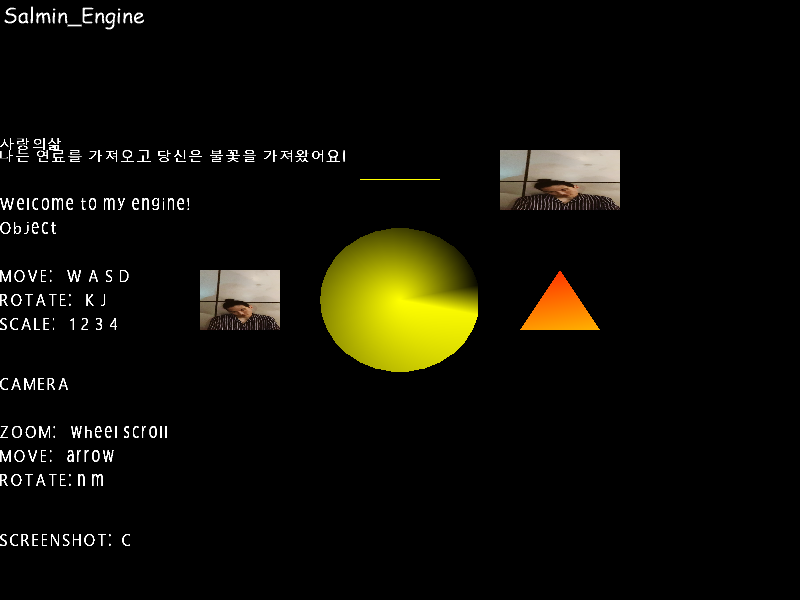 Salmin_Engine
사랑의삶
나는 연료를 가져오고 당신은 불꽃을 가져왔어요!
Welcome to my engine!
Object
MOVE: W A S D
ROTATE: K J
SCALE: 1 2 3 4
CAMERA
ZOOM: wheel scroll
MOVE: arrow
ROTATE: n m
SCREENSHOT: C